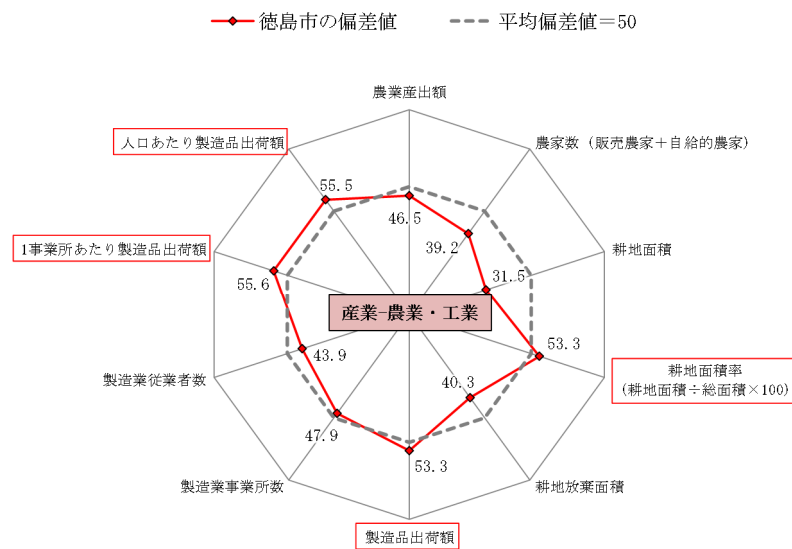 徳島市の偏差値
平均偏差値＝50
農業産出額
農家数（販売農家＋自給的農家）
耕地面積
耕地面積率
(耕地面積÷総面積×100)
耕地放棄面積
製造品出荷額
製造業事業所数
製造業従業者数
1事業所あたり製造品出荷額
人口あたり製造品出荷額
46.5
39.2
31.5
53.3
40.3
53.3
47.9
43.9
55.6
55.5
産業-農業・工業